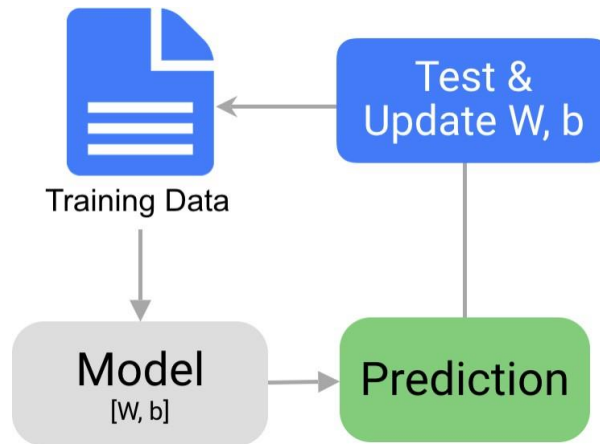 Test &
Update W, b
Training Data
Model
[W, b]
Prediction